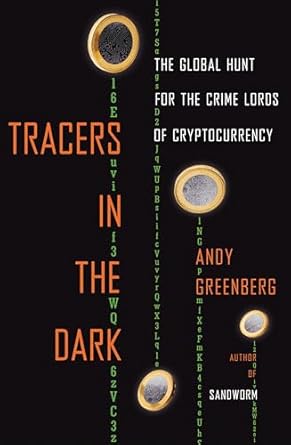 THE GLOBAL HUNT
FOR THE CRIME LORDS
OF CRYPTOCURRENCY
TRACERS
IN
THE
DARK
ANDY
GREENBERG
AUTHOR
OF
SANDWORM